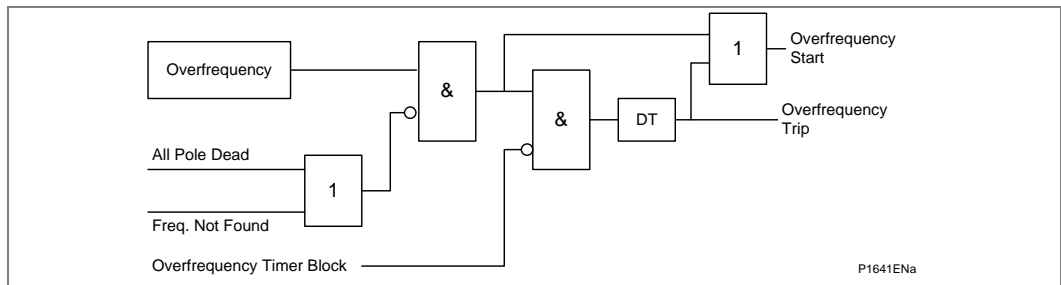 Overfrequency
All Pole Dead
1
Freq. Not Found
Overfrequency Timer Block
&
&
DT
1
Overfrequency
Start
Overfrequency
Trip
P1641ENa